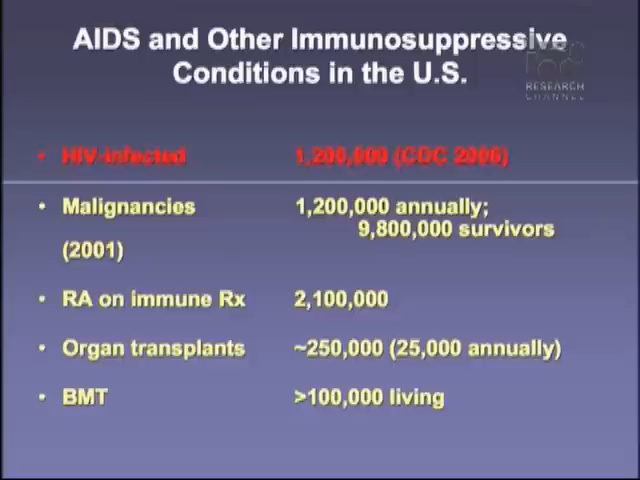 AIDS and Other Immunosuppressive
Conditions in the U.S.
RESEARCH
CHANNEL
• HIV-infected 1,200,000 (CDC 2006)
• Malignancies 1,200,000 annually;
9,800,000 survivors
(2001)
• RA on immune Rx 2,100,000
• Organ transplants ~250,000 (25,000 annually)
• BMT >100,000 living